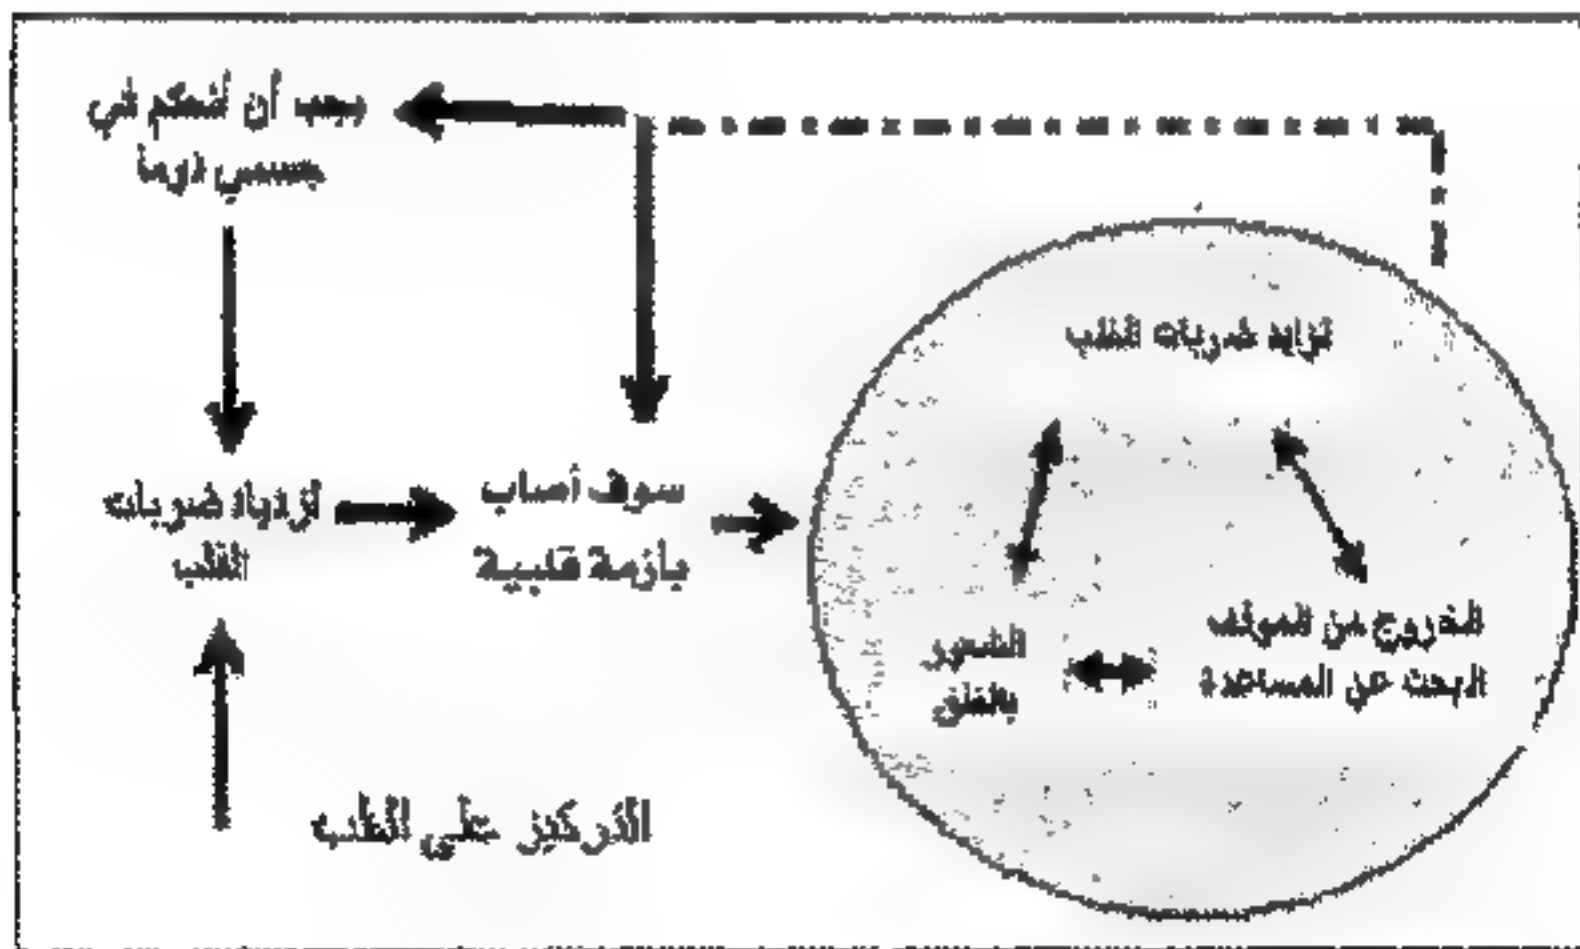 يجب أن أتحكم في
جسمي دوما
تزايد ضربات القلب
سوف أصاب
بأزمة قلبية
ازدياد ضربات
القلب
الخروج من الموقف
البحث عن المساعدة
الشعور
بالقلق
التركيز على القلب